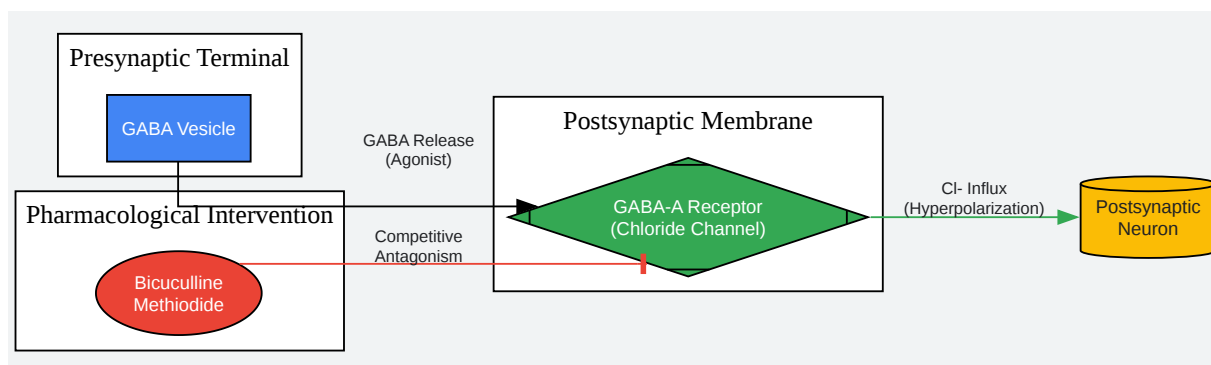 Presynaptic Terminal
GABA Vesicle
GABA Release
(Agonist)
Postsynaptic Membrane
GABA-A Receptor
(Chloride Channel)
Cl- Influx
(Hyperpolarization)
Postsynaptic
Neuron
Pharmacological Intervention
Competitive
Antagonism
Bicuculline
Methiodide